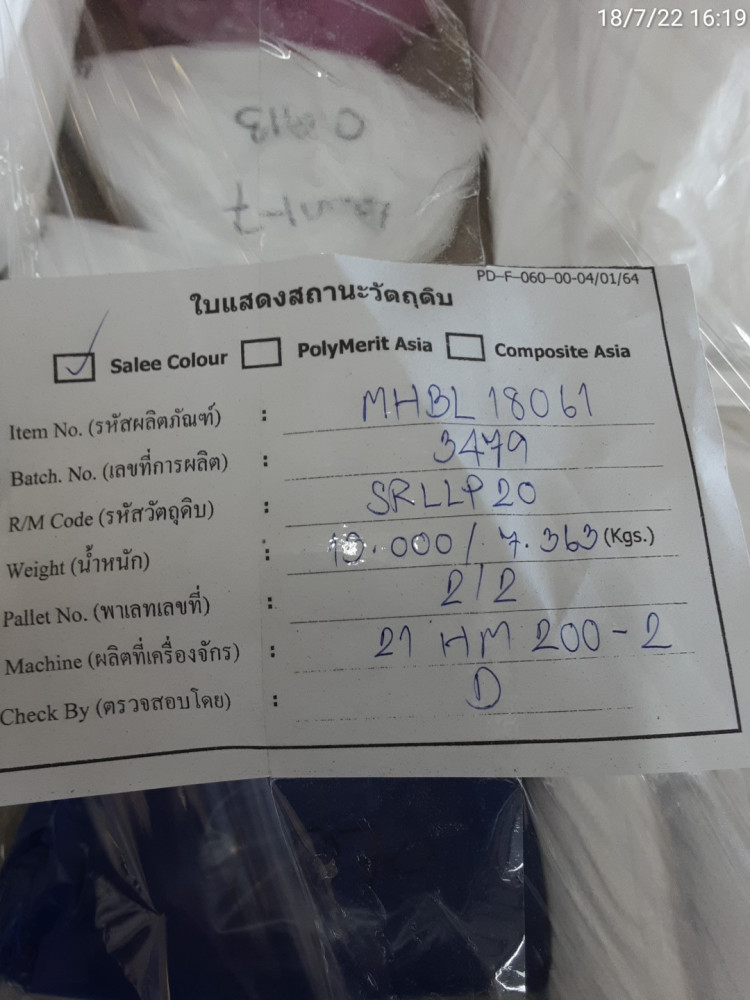 18/7/22 16:19
PD-F-060-00-04/01/64
ใบแสดงสถานะวัตถุดิบ
Salee Colour PolyMerit Asia Composite Asia
Item No. (รหัสผลิตภัณฑ์) : MHBL 18061
Batch. No. (เลขที่การผลิต) : 3479
R/M Code (รหัสวัตถุดิบ) : SRLLP20
Weight (น้ำหนัก) : 10.000 / 7.363 (Kgs.)
Pallet No. (พาเลทเลขที่) : 2/2
Machine (ผลิตที่เครื่องจักร) : 21 HM 200-2
Check By (ตรวจสอบโดย) : D